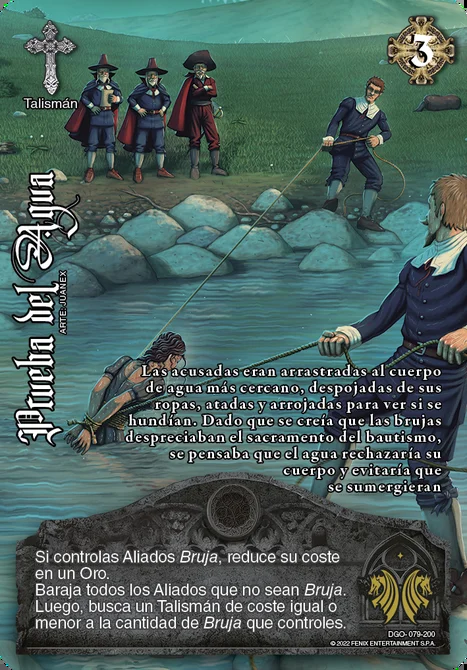 3
Talismán
Prueba del Agua
ARTE: JUANEX
Las acusadas eran arrastradas al cuerpo
de agua más cercano, despojadas de sus
ropas, atadas y arrojadas para ver si se
hundían. Dado que se creía que las brujas
despreciaban el sacramento del bautismo,
se pensaba que el agua rechazaría su
cuerpo y evitaría que
se sumergieran
Si controlas Aliados Bruja, reduce su coste
en un Oro.
Baraja todos los Aliados que no sean Bruja.
Luego, busca un Talismán de coste igual o
menor a la cantidad de Bruja que controles.
DGO- 079-200
© 2022 FENIX ENTERTAINMENT S.P.A.